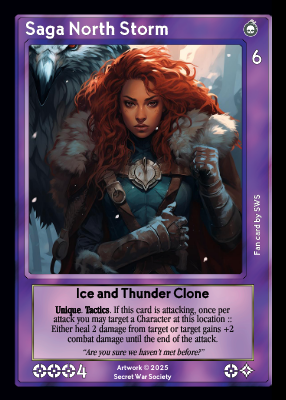 Saga North Storm
6
Fan card by SWS
Ice and Thunder Clone
Unique. Tactics. If this card is attacking, once per
attack you may target a Character at this location ::
Either heal 2 damage from target or target gains +2
combat damage until the end of the attack.
"Are you sure we haven't met before?"
4
Artwork © 2025
Secret War Society